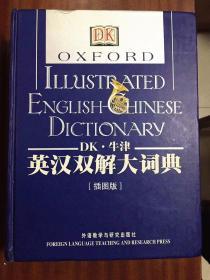 DK
OXFORD
ILLUSTRATED
ENGLISH-CHINESE
DICTIONARY
DK·牛津
英汉双解大词典
[插图版]
外语教学与研究出版社
FOREIGN LANGUAGE TEACHING AND RESEARCH PRESS